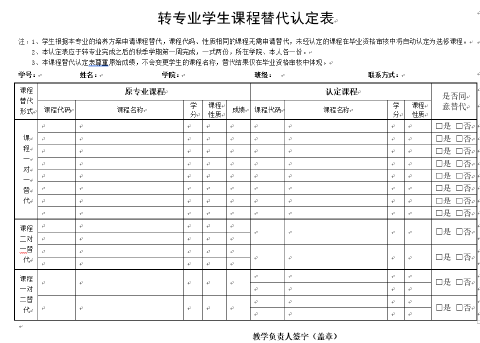 转专业学生课程替代认定表
注：1、学生根据本专业的培养方案申请课程替代，课程代码、性质相同的课程无需申请替代，未经认定的课程在毕业资格审核中将自动认定为选修课程。
2、本认定表应于转专业完成之后的秋季学期第一周完成，一式两份，所在学院、本人各一份。
3、本课程替代认定
原始成绩，不会变更学生的课程名称，替代结果仅在毕业资格审核中体现。
学号： 姓名： 学院： 班级： 联系方式：
课程替代形式 原专业课程 认定课程 是否同意替代
课程代码 课程名称 学分 课程性质 成绩 课程代码 课程名称 学分 课程性质
课程一对一替代
□是 □否
□是 □否
□是 □否
□是 □否
□是 □否
□是 □否
□是 □否
□是 □否
课程二对一替代
□是 □否
□是 □否
课程一对二替代
□是 □否
□是 □否
教学负责人签字（盖章）